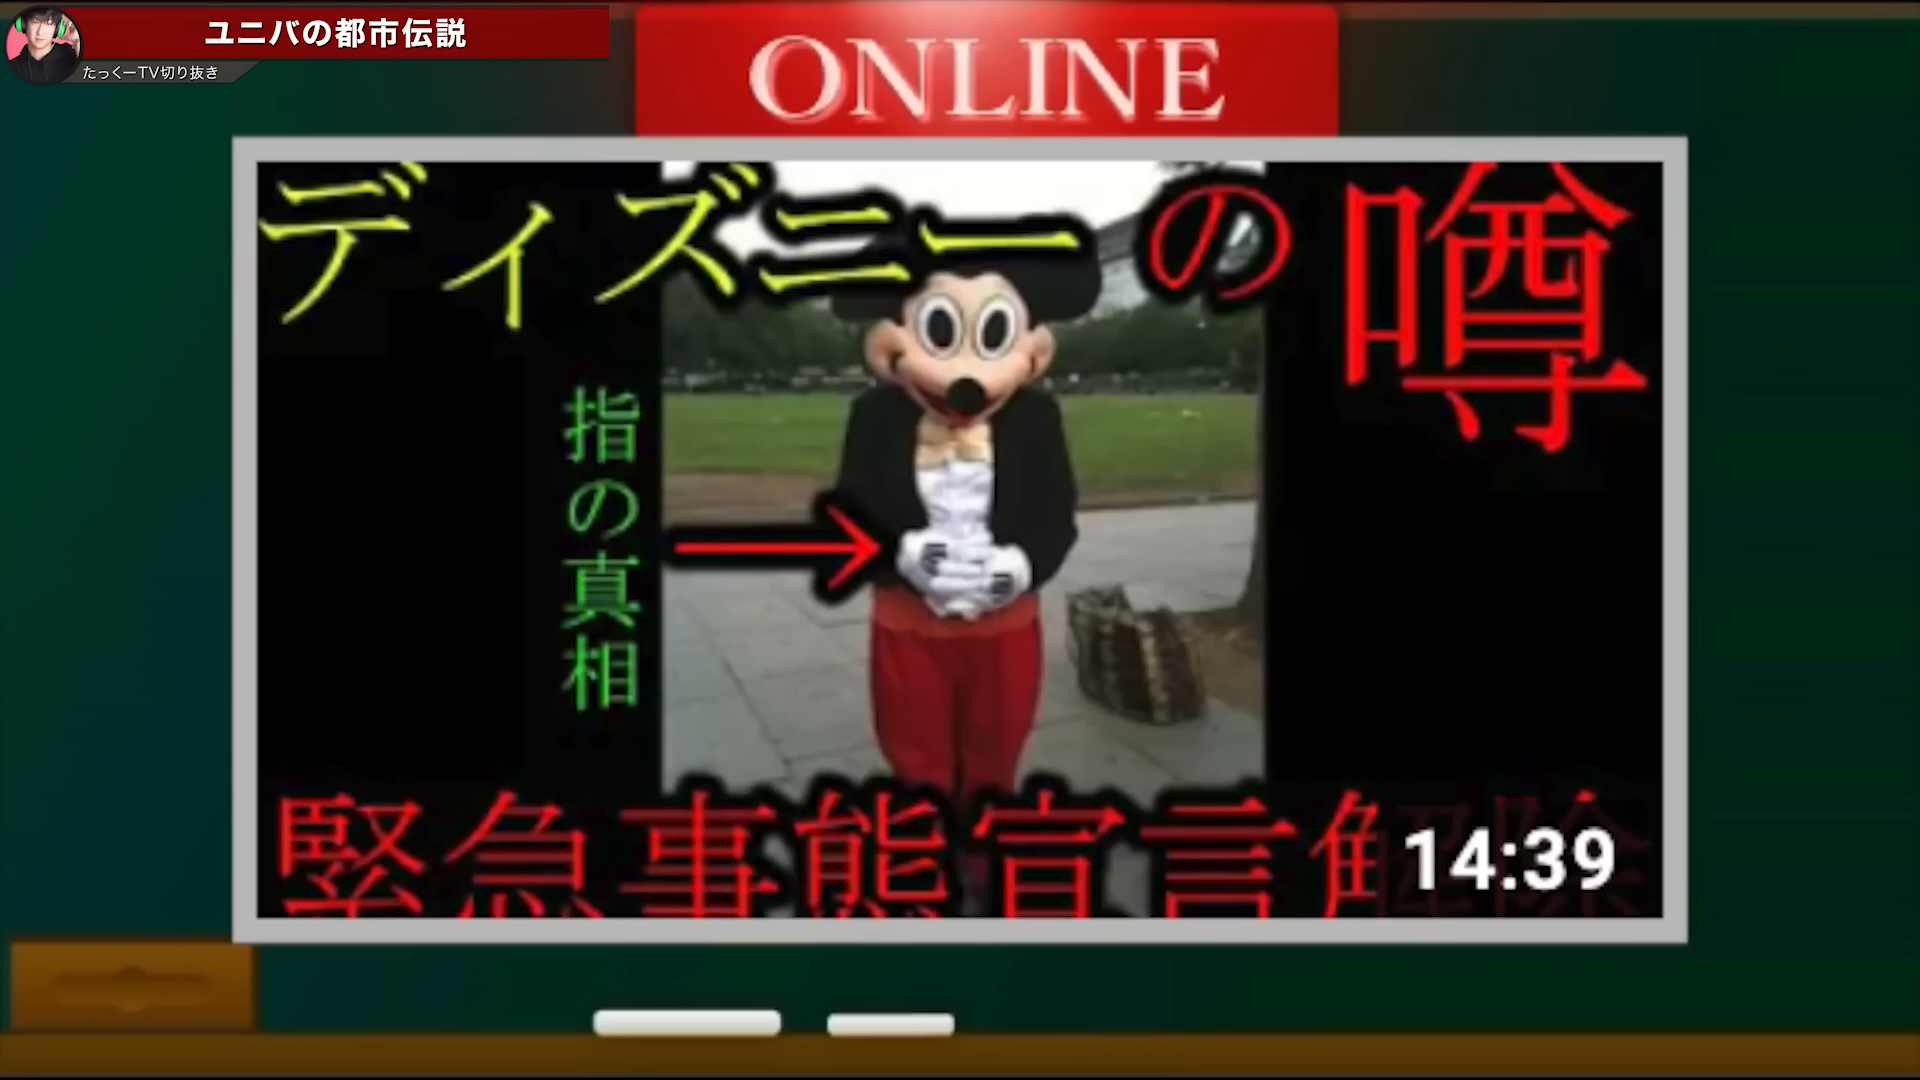 ユニバの都市伝説
たっくーTV切り抜き
ONLINE
ディズニーの噂
指の真相
緊急事態宣言解除
14:39